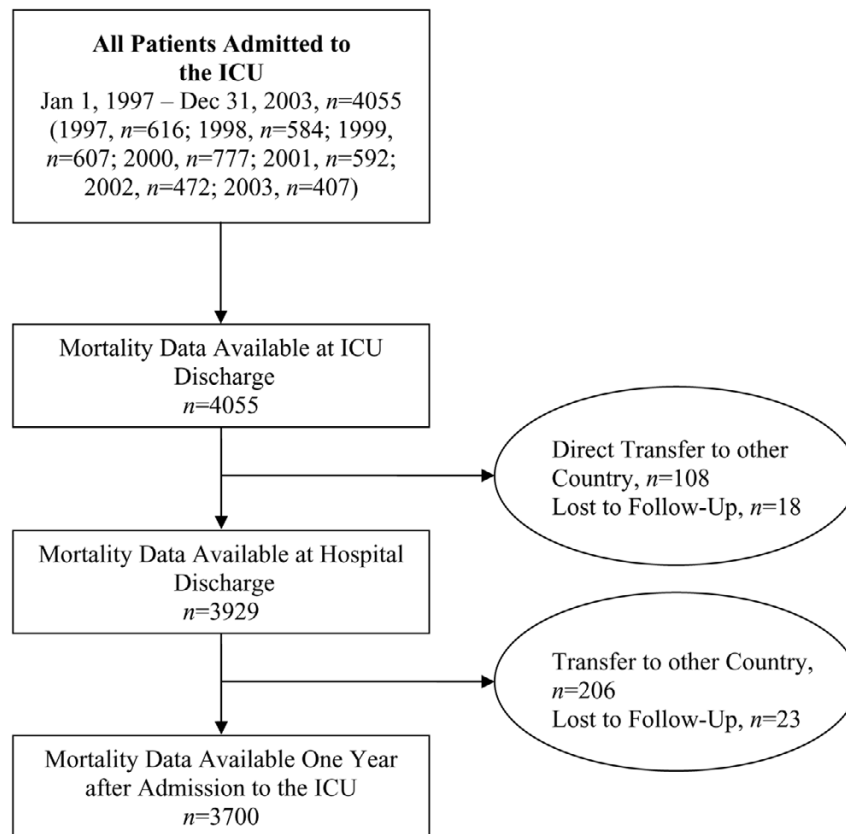 All Patients Admitted to
the ICU
Jan 1, 1997 – Dec 31, 2003, n=4055
(1997, n=616; 1998, n=584; 1999,
n=607; 2000, n=777; 2001, n=592;
2002, n=472; 2003, n=407)
Mortality Data Available at ICU
Discharge
n=4055
Direct Transfer to other
Country, n=108
Lost to Follow-Up, n=18
Mortality Data Available at Hospital
Discharge
n=3929
Transfer to other Country,
n=206
Lost to Follow-Up, n=23
Mortality Data Available One Year
after Admission to the ICU
n=3700